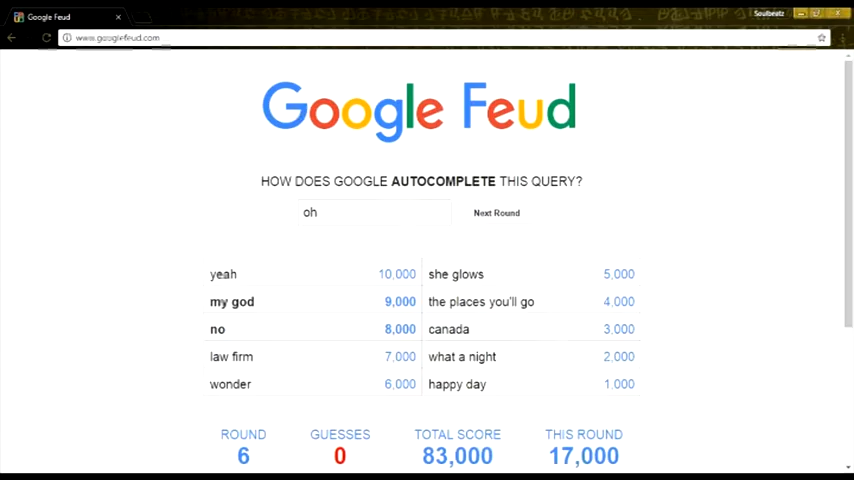 Google Feud
Soulbeatz
www.googlefeud.com
Google Feud
HOW DOES GOOGLE AUTOCOMPLETE THIS QUERY?
oh
Next Round
yeah 10,000
my god 9,000
no 8,000
law firm 7,000
wonder 6,000
she glows 5,000
the places you'll go 4,000
canada 3,000
what a night 2,000
happy day 1,000
ROUND GUESSES TOTAL SCORE THIS ROUND
6 0 83,000 17,000